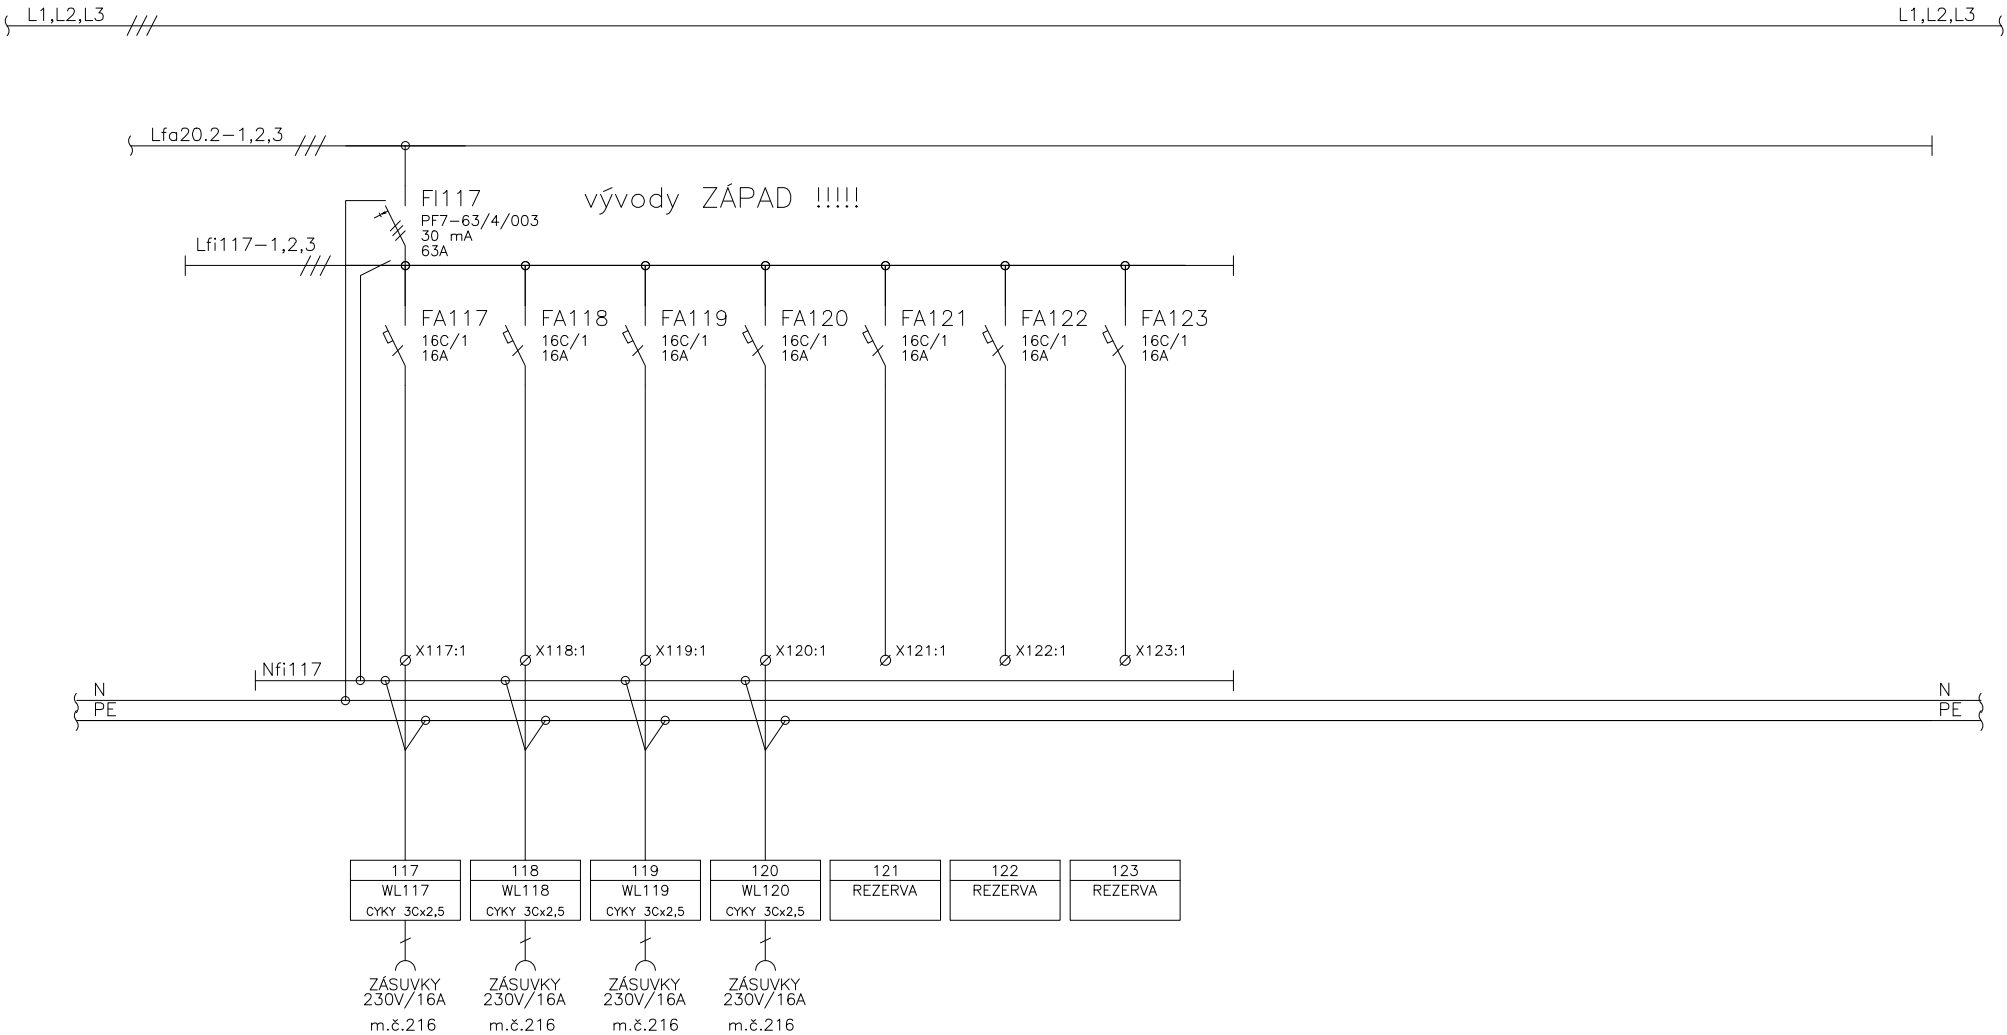 L1,L2,L3
L1,L2,L3
Lfa20.2-1,2,3
FI117
PF7-63/4/003
30 mA
63A
vývody ZÁPAD !!!!!
Lfi117-1,2,3
FA117
16C/1
16A
FA118
16C/1
16A
FA119
16C/1
16A
FA120
16C/1
16A
FA121
16C/1
16A
FA122
16C/1
16A
FA123
16C/1
16A
X117:1
X118:1
X119:1
X120:1
X121:1
X122:1
X123:1
Nfi117
N
N
PE
PE
117
WL117
CYKY 3Cx2,5
118
WL118
CYKY 3Cx2,5
119
WL119
CYKY 3Cx2,5
120
WL120
CYKY 3Cx2,5
121
REZERVA
122
REZERVA
123
REZERVA
ZÁSUVKY
230V/16A
m.č.216
ZÁSUVKY
230V/16A
m.č.216
ZÁSUVKY
230V/16A
m.č.216
ZÁSUVKY
230V/16A
m.č.216